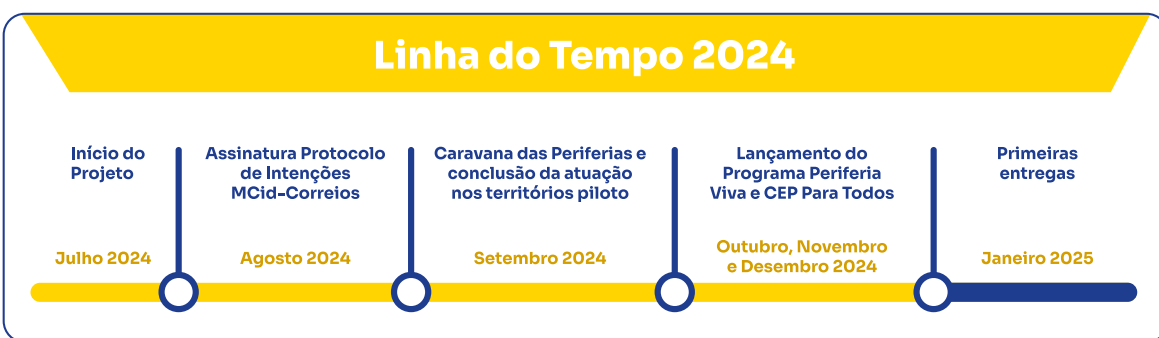 Linha do Tempo 2024
Início do
Projeto
Julho 2024
Assinatura Protocolo
de Intenções
MCid-Correios
Agosto 2024
Caravana das Periferias e
conclusão da atuação
nos territórios piloto
Setembro 2024
Lançamento do
Programa Periferia
Viva e CEP Para Todos
Outubro, Novembro
e Desembro 2024
Primeiras
entregas
Janeiro 2025